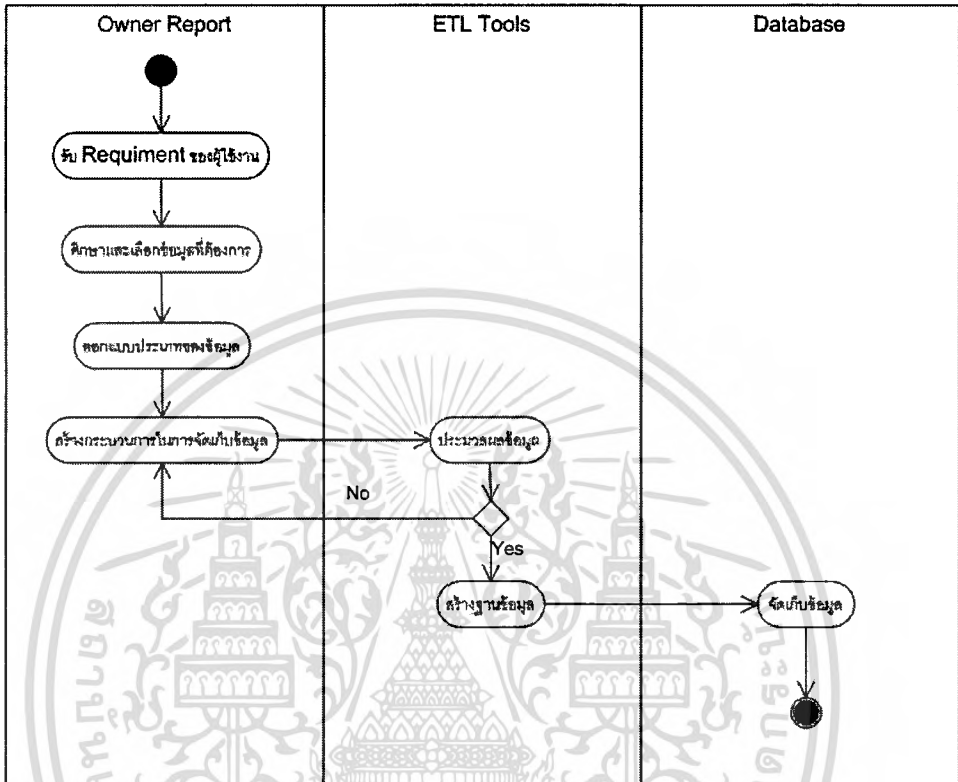 Owner Report
ETL Tools
Database
รับ Requiment ของผู้ใช้งาน
ศึกษาและเลือกข้อมูลที่ต้องการ
ออกแบบประเภทของข้อมูล
สร้างกระบวนการในการจัดเก็บข้อมูล
ประมวลผลข้อมูล
No
Yes
สร้างฐานข้อมูล
จัดเก็บข้อมูล